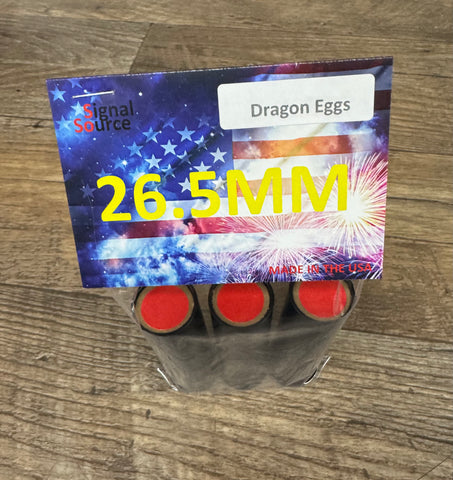 Signal
Source
Dragon Eggs
26.5MM
MADE IN THE USA